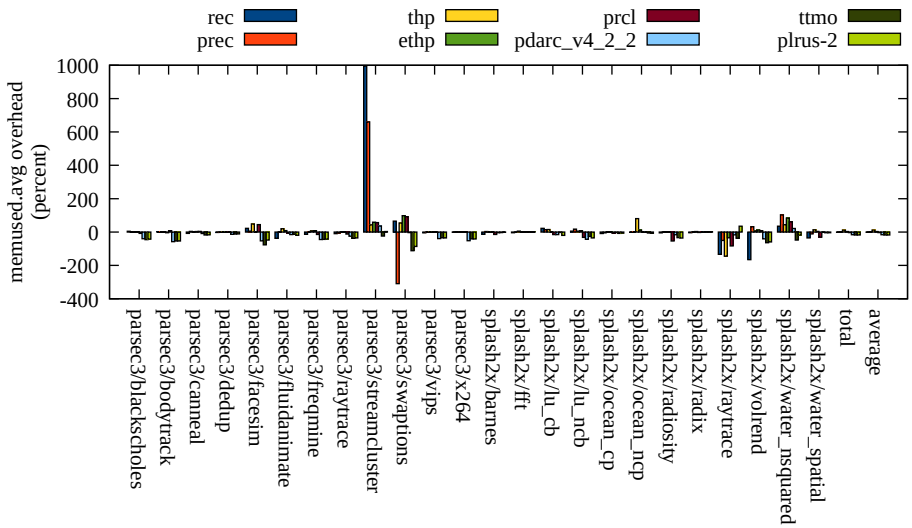 rec thp prcl ttmo
prec ethp pdarc_v4_2_2 plrus-2
memused.avg overhead
(percent)
1000
800
600
400
200
0
-200
-400
parsec3/blackscholes
parsec3/bodytrack
parsec3/canneal
parsec3/dedup
parsec3/facesim
parsec3/fluidanimate
parsec3/freqmine
parsec3/raytrace
parsec3/streamcluster
parsec3/swaptions
parsec3/vips
parsec3/x264
splash2x/barnes
splash2x/fft
splash2x/lu_cb
splash2x/lu_ncb
splash2x/ocean_cp
splash2x/ocean_ncp
splash2x/radiosity
splash2x/radix
splash2x/raytrace
splash2x/volrend
splash2x/water_nsquared
splash2x/water_spatial
total
average